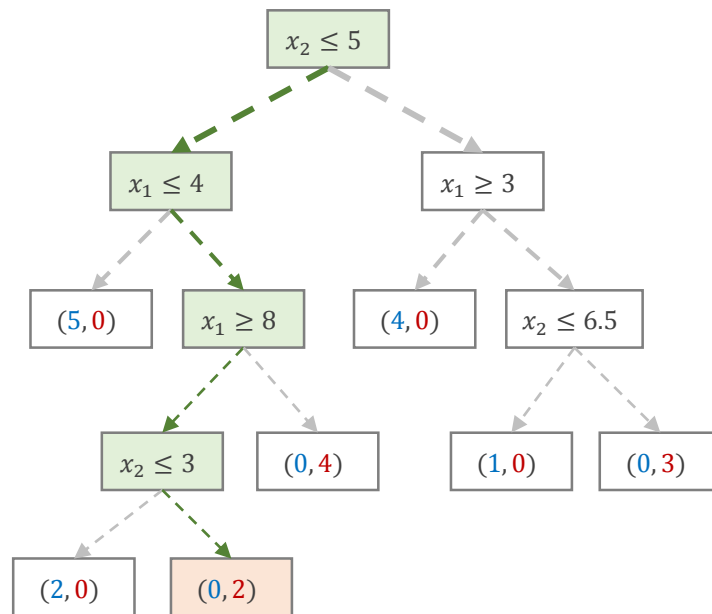 x₂ ≤ 5
x₁ ≤ 4
x₁ ≥ 3
(5, 0)
x₁ ≥ 8
(4, 0)
x₂ ≤ 6.5
x₂ ≤ 3
(0, 4)
(1, 0)
(0, 3)
(2, 0)
(0, 2)